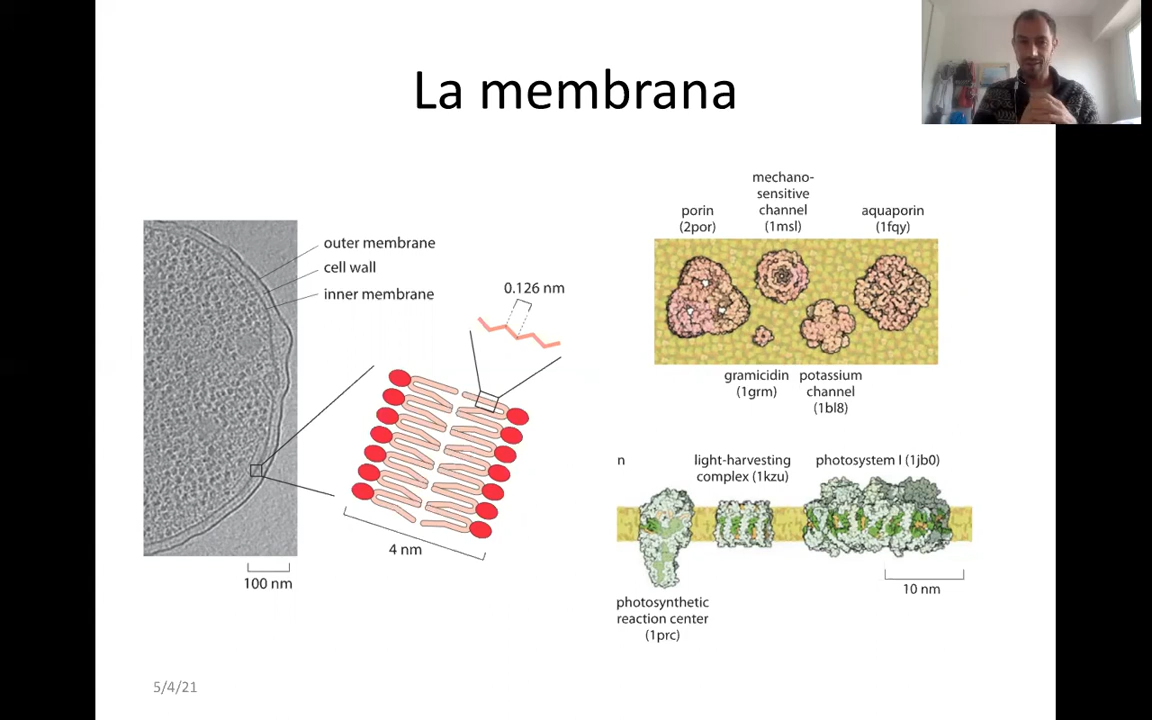 La membrana
outer membrane
cell wall
inner membrane
0.126 nm
4 nm
100 nm
porin
(2por)
mechano-
sensitive
channel
(1msl)
aquaporin
(1fqy)
gramicidin
(1grm)
potassium
channel
(1bl8)
n
light-harvesting
complex (1kzu)
photosystem I (1jb0)
photosynthetic
reaction center
(1prc)
10 nm
5/4/21